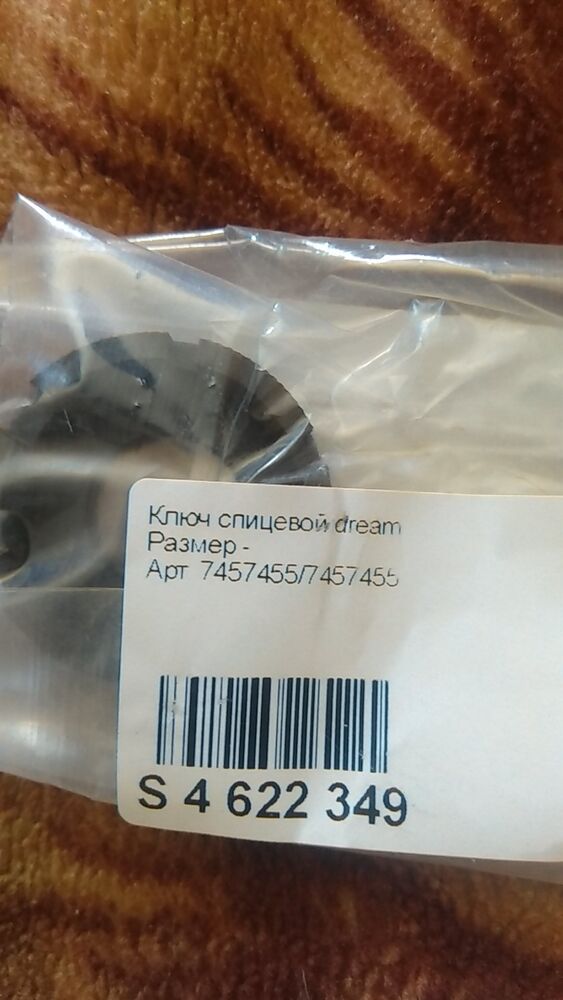 Ключ спицевой dream
Размер -
Арт 7457455/7457455
S 4 622 349